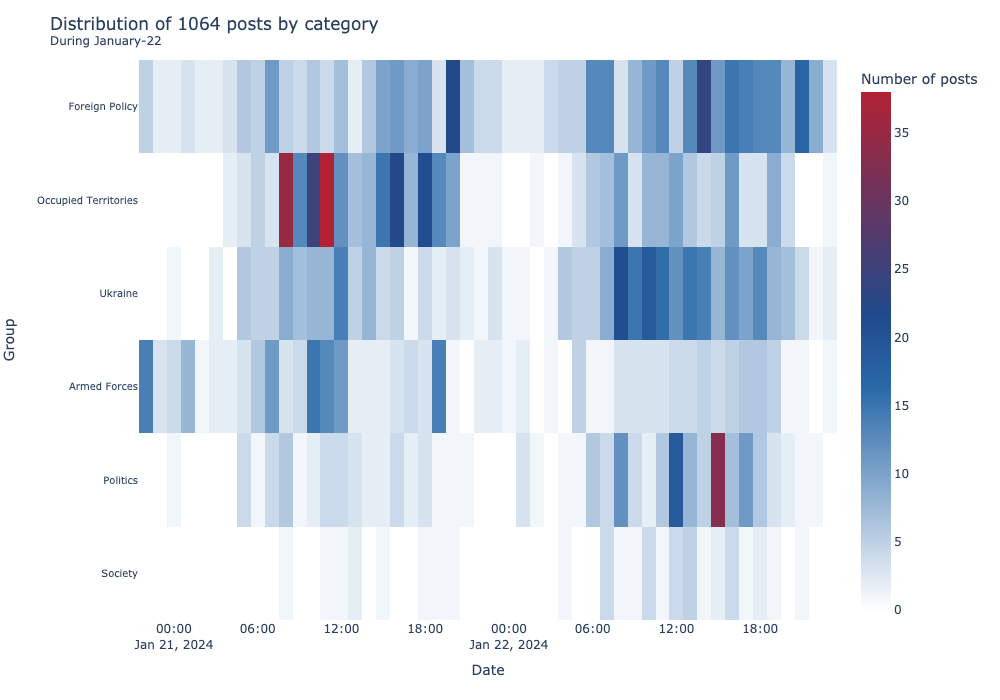 Distribution of 1064 posts by category
During January-22
Number of posts
Foreign Policy
Occupied Territories
Ukraine
Armed Forces
Politics
Society
Group
35
30
25
20
15
10
5
0
00:00
Jan 21, 2024
06:00
12:00
18:00
00:00
Jan 22, 2024
06:00
12:00
18:00
Date